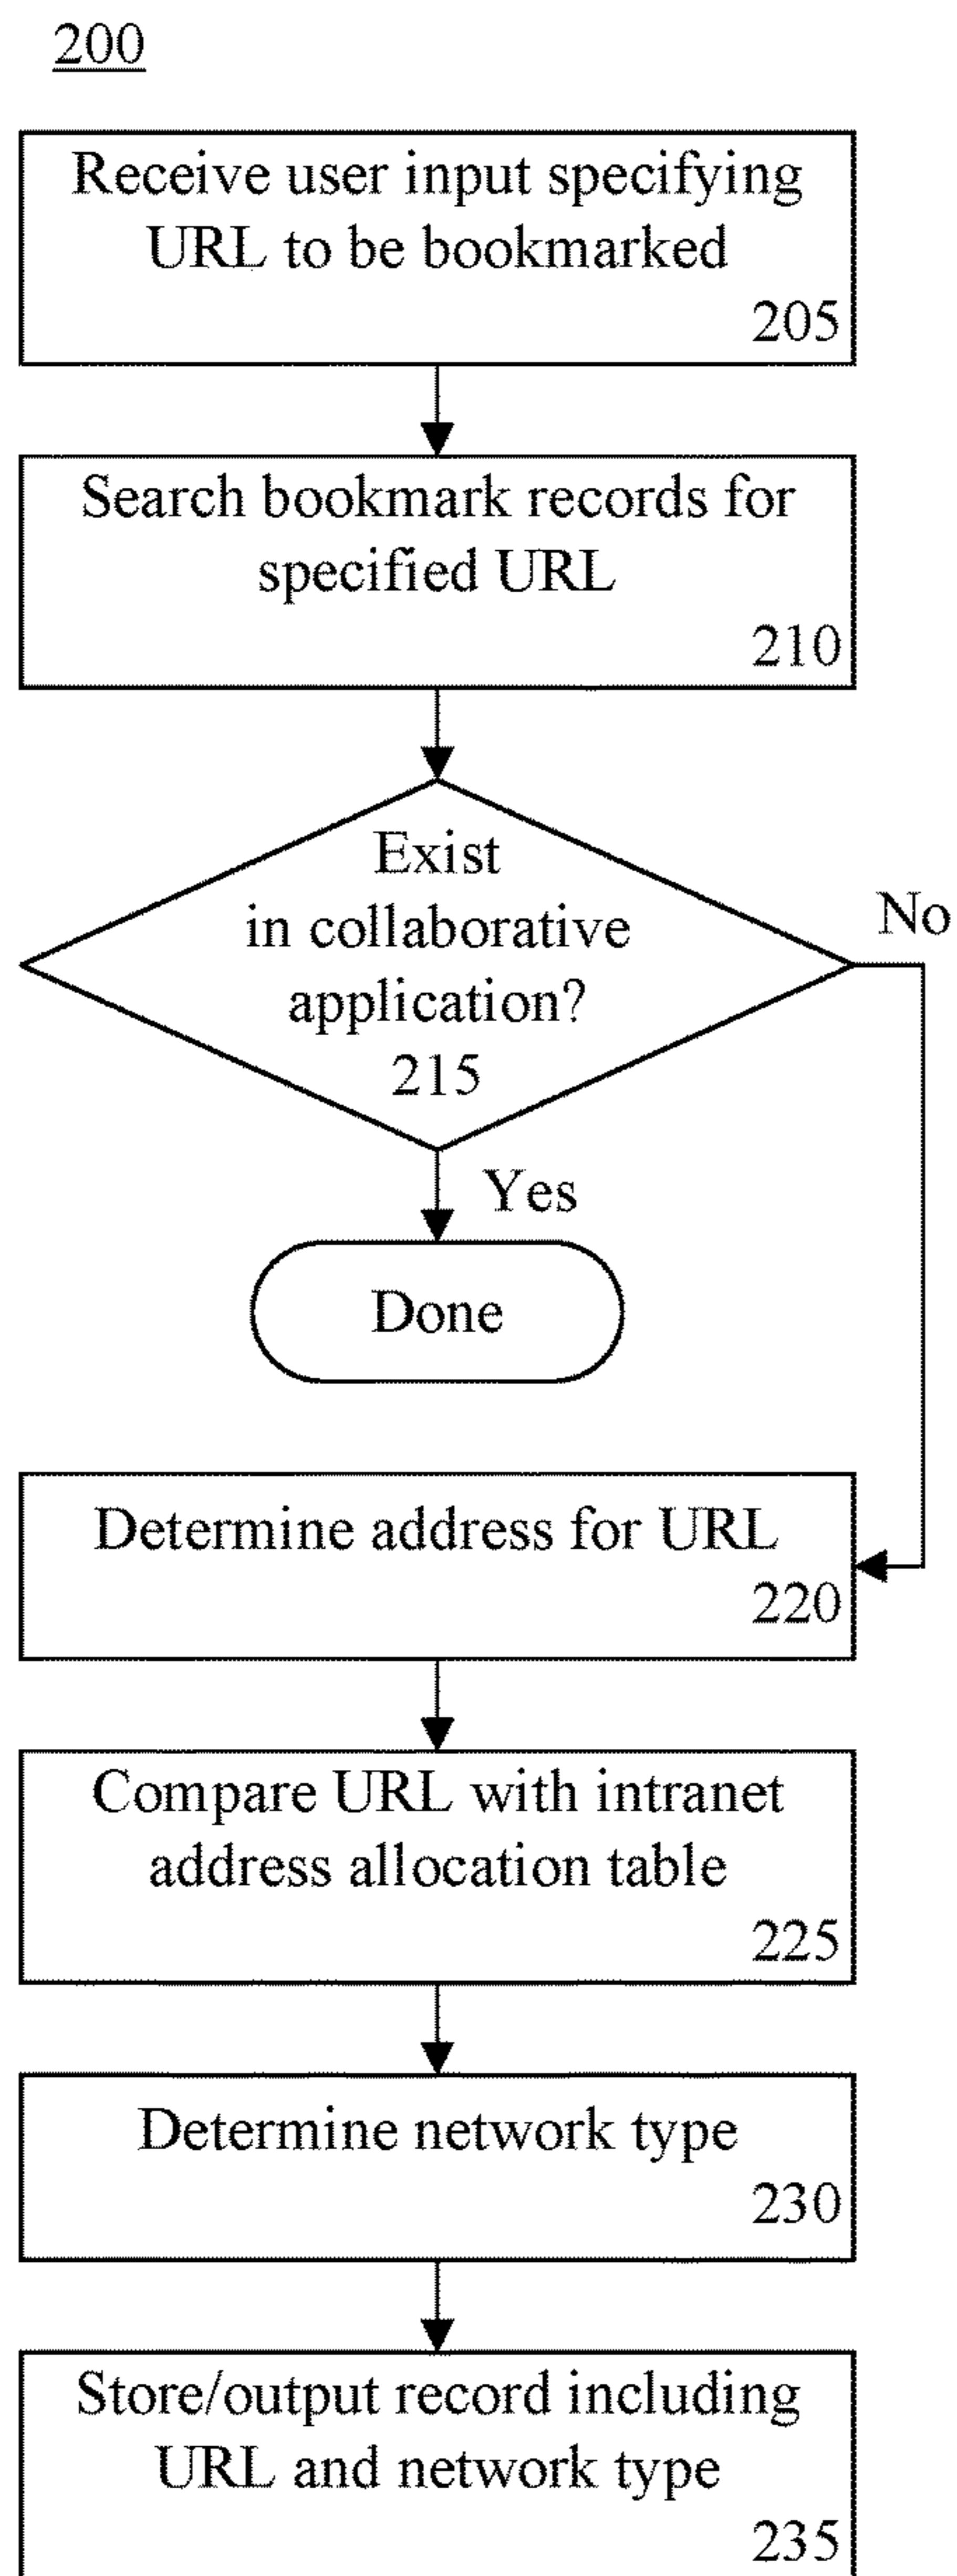 200
Receive user input specifying
URL to be bookmarked
205
Search bookmark records for
specified URL
210
Exist
in collaborative
application?
215
No
Yes
Done
Determine address for URL
220
Compare URL with intranet
address allocation table
225
Determine network type
230
Store/output record including
URL and network type
235